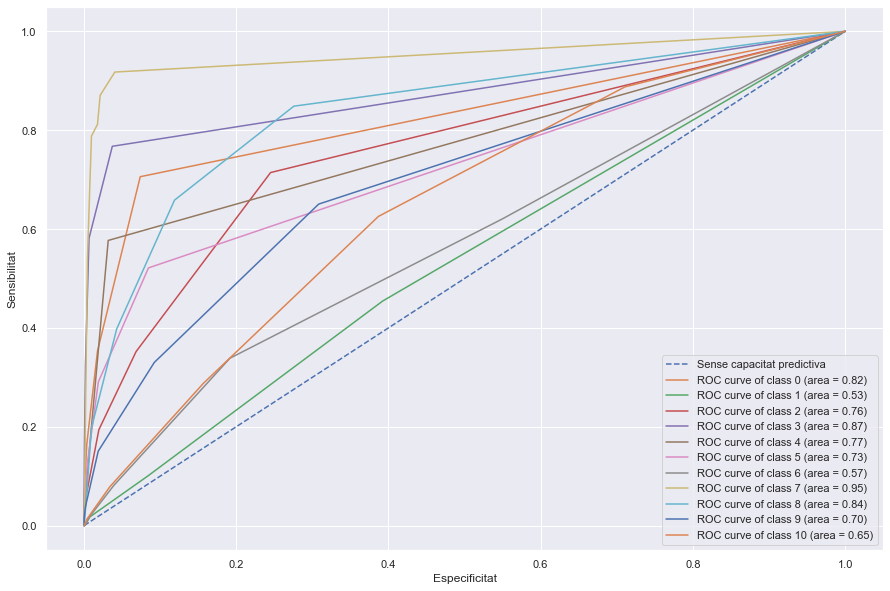 1.0
0.8
0.6
0.4
0.2
0.0
Sensibilitat
0.0
0.2
0.4
0.6
0.8
1.0
Especificitat
Sense capacitat predictiva
ROC curve of class 0 (area = 0.82)
ROC curve of class 1 (area = 0.53)
ROC curve of class 2 (area = 0.76)
ROC curve of class 3 (area = 0.87)
ROC curve of class 4 (area = 0.77)
ROC curve of class 5 (area = 0.73)
ROC curve of class 6 (area = 0.57)
ROC curve of class 7 (area = 0.95)
ROC curve of class 8 (area = 0.84)
ROC curve of class 9 (area = 0.70)
ROC curve of class 10 (area = 0.65)